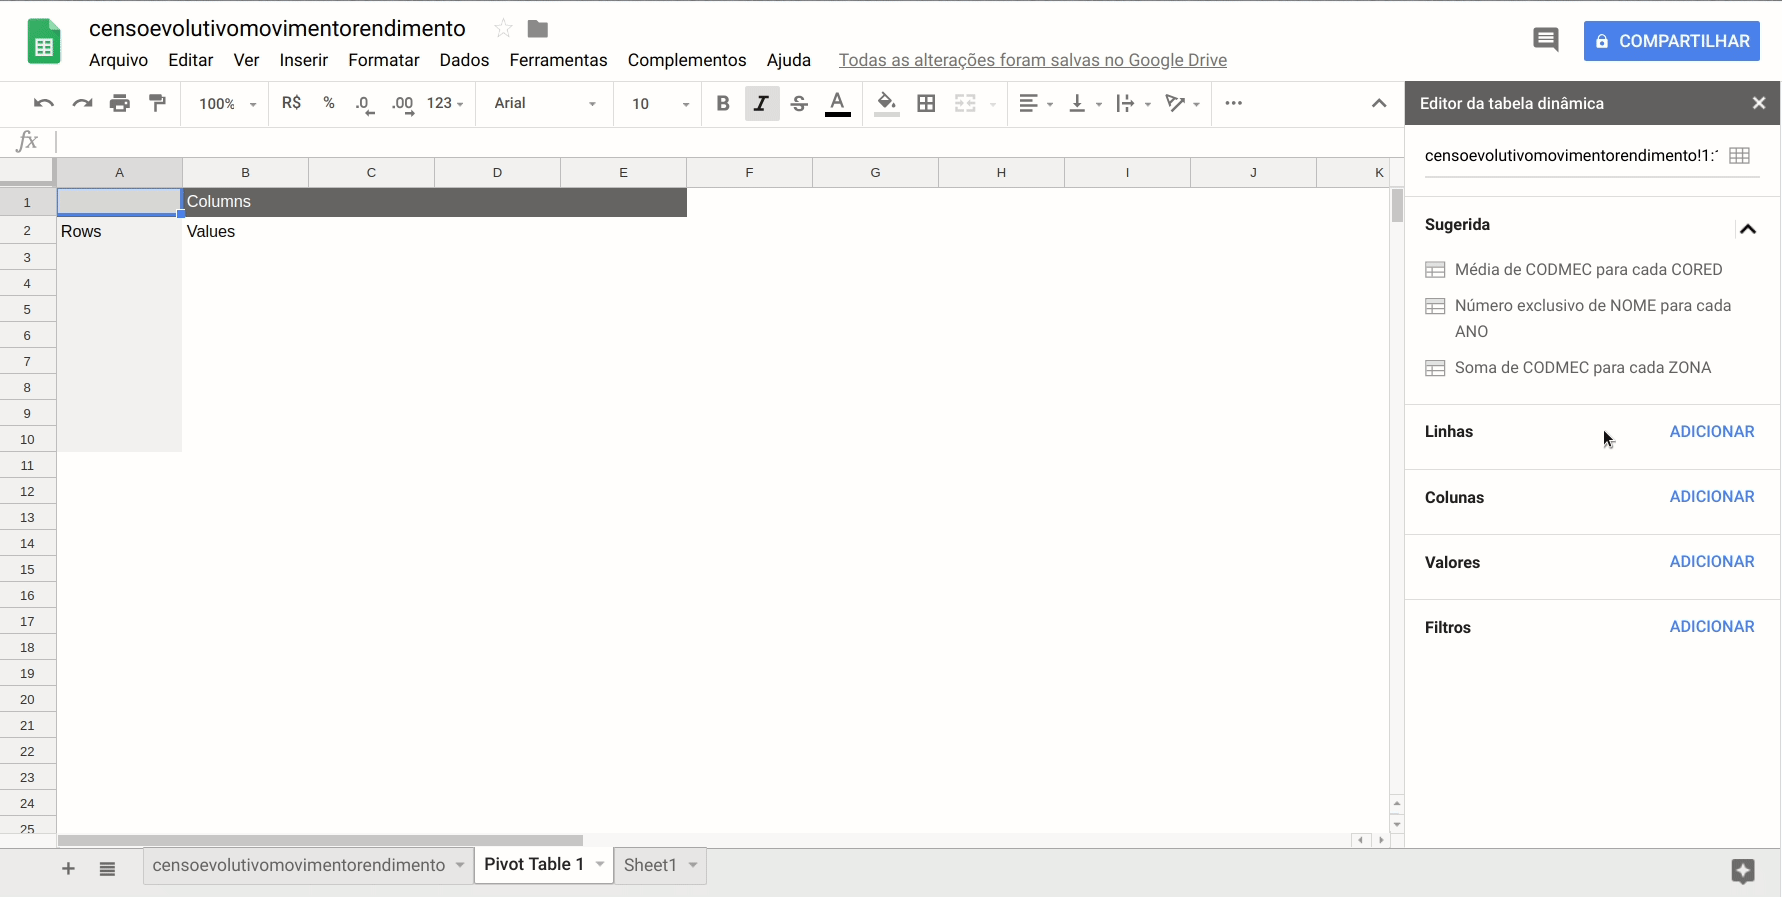 censoevolutivomovimentorendimento
Arquivo Editar Ver Inserir Formatar Dados Ferramentas Complementos Ajuda Todas as alterações foram salvas no Google Drive
COMPARTILHAR
100% R$ % .0 .00 123 Arial 10 B I S A
Editor da tabela dinâmica
fx
censoevolutivomovimentorendimento!1:
A B C D E F G H I J K
1 Columns
2 Rows Values
3
4
5
6
7
8
9
10
11
12
13
14
15
16
17
18
19
20
21
22
23
24
25
Sugerida
Média de CODMEC para cada CORED
Número exclusivo de NOME para cada
ANO
Soma de CODMEC para cada ZONA
Linhas ADICIONAR
Colunas ADICIONAR
Valores ADICIONAR
Filtros ADICIONAR
censoevolutivomovimentorendimento Pivot Table 1 Sheet1